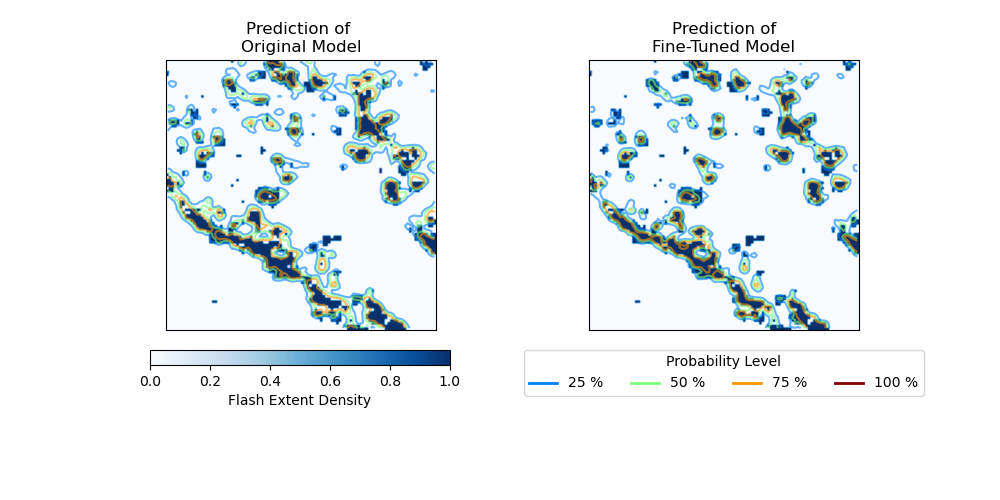 Prediction of
Original Model
Prediction of
Fine-Tuned Model
0.0 0.2 0.4 0.6 0.8 1.0
Flash Extent Density
Probability Level
25 % 50 % 75 % 100 %